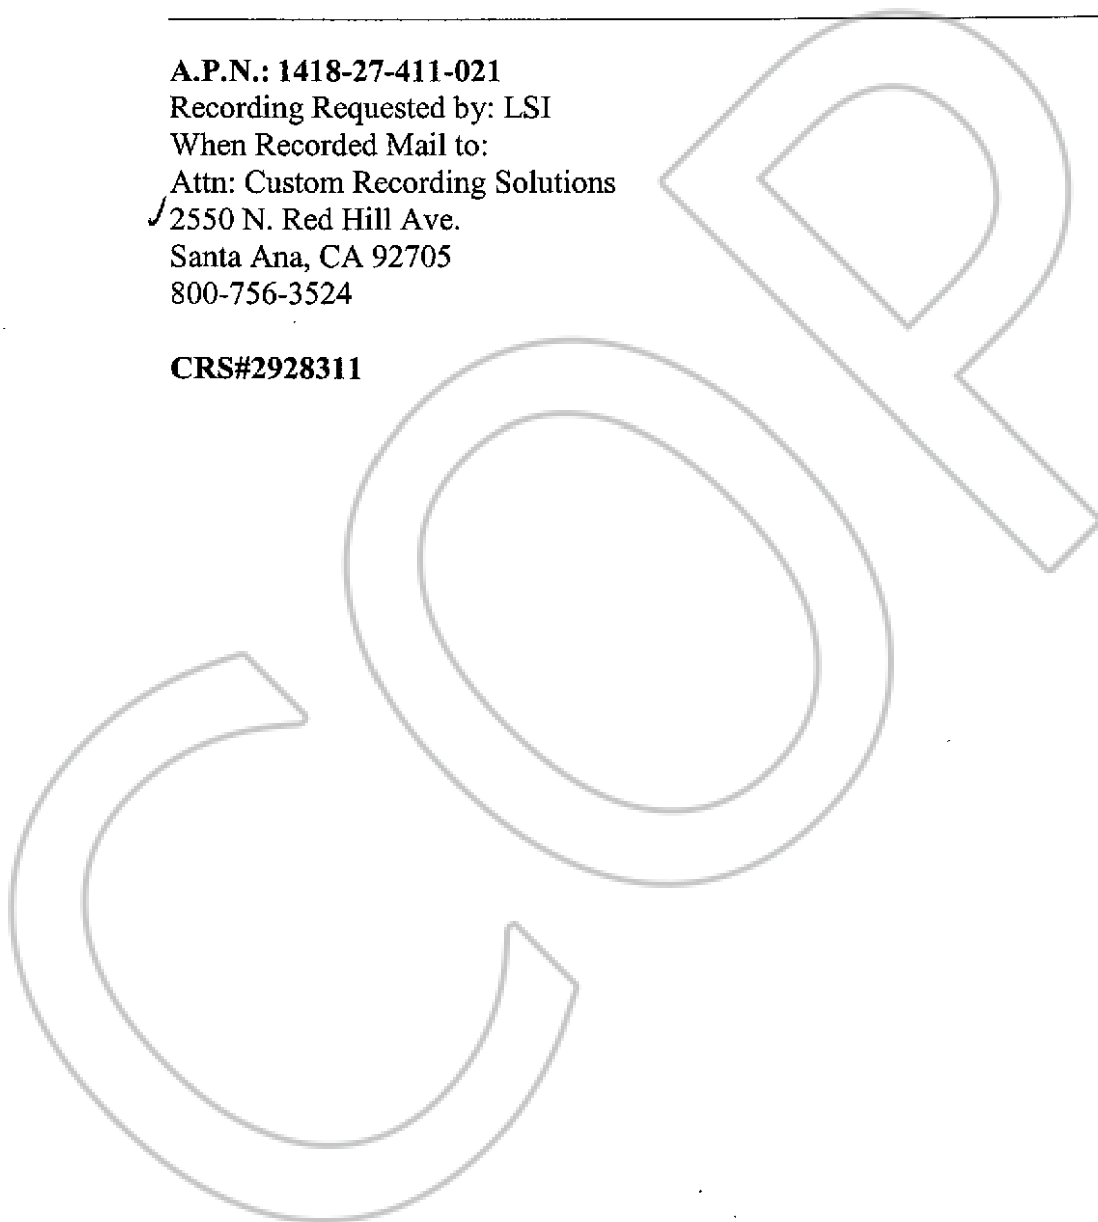 A.P.N.: 1418-27-411-021
Recording Requested by: LSI
When Recorded Mail to:
Attn: Custom Recording Solutions
2550 N. Red Hill Ave.
Santa Ana, CA 92705
800-756-3524
CRS#2928311
COP